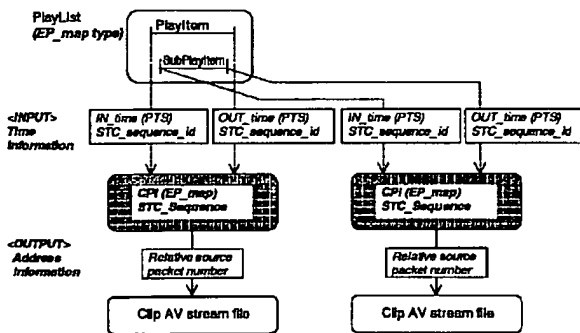 PlayList
(EP_map type)
PlayItem
SubPlayItem
<INPUT>
Time
Information
IN_time (PTS)
STC_sequence_id
OUT_time (PTS)
STC_sequence_id
IN_time (PTS)
STC_sequence_id
OUT_time (PTS)
STC_sequence_id
CPI (EP_map)
STC_Sequence
CPI (EP_map)
STC_Sequence
<OUTPUT>
Address
Information
Relative source
packet number
Relative source
packet number
Clip AV stream file
Clip AV stream file